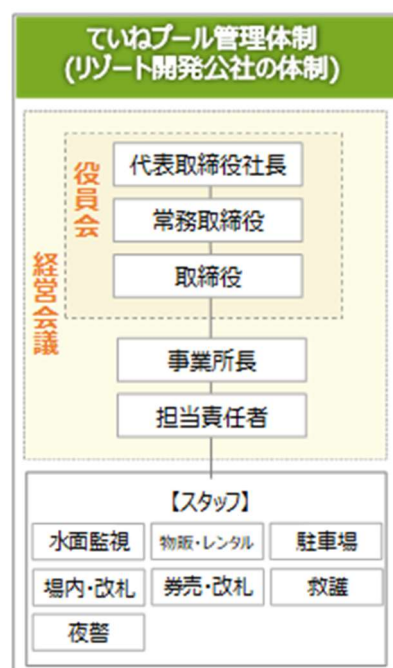 ていねプール管理体制
(リゾート開発公社の体制)
役員会
代表取締役社長
常務取締役
取締役
経営会議
事業所長
担当責任者
【スタッフ】
水面監視
物販・レンタル
駐車場
場内・改札
券売・改札
救護
夜警